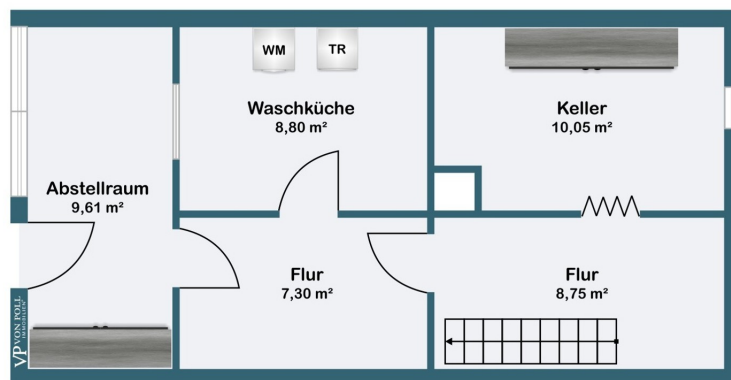 WM
TR
Waschküche
8,80 m²
Keller
10,05 m²
Abstellraum
9,61 m²
Flur
7,30 m²
Flur
8,75 m²
VP VON POLL
IMMOBILIEN